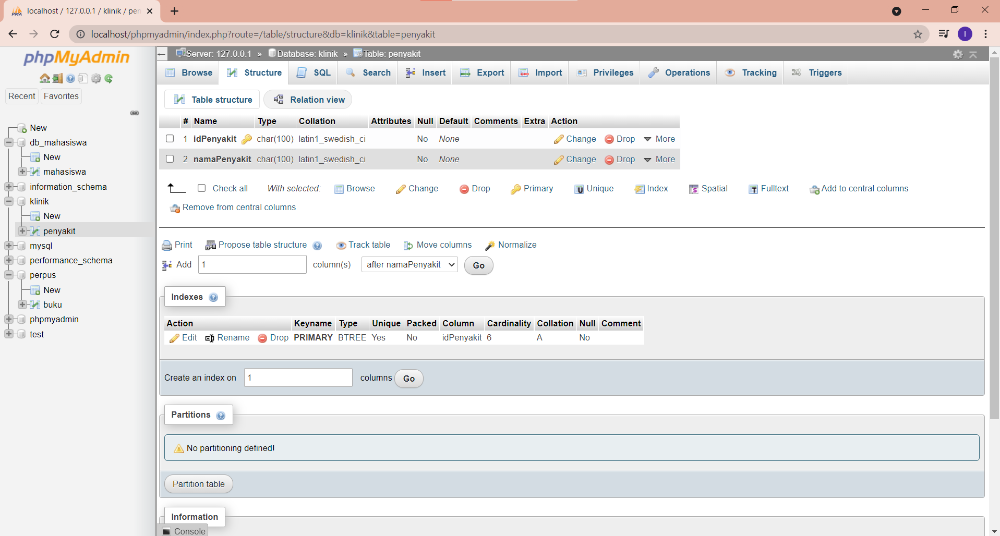 localhost / 127.0.0.1 / klinik / pen
localhost/phpmyadmin/index.php?route=/table/structure&db=klinik&table=penyakit
I
phpMyAdmin
Recent Favorites
New
db_mahasiswa
New
mahasiswa
information_schema
klinik
New
penyakit
mysql
performance_schema
perpus
New
buku
phpmyadmin
test
Server: 127.0.0.1 » Database: klinik » Table: penyakit
Browse Structure SQL Search Insert Export Import Privileges Operations Tracking Triggers
Table structure Relation view
# Name Type Collation Attributes Null Default Comments Extra Action
1 idPenyakit char(100) latin1_swedish_ci No None Change Drop More
2 namaPenyakit char(100) latin1_swedish_ci No None Change Drop More
Check all With selected: Browse Change Drop Primary Unique Index Spatial Fulltext Add to central columns
Remove from central columns
Print Propose table structure Track table Move columns Normalize
Add 1 column(s) after namaPenyakit Go
Indexes
Action Keyname Type Unique Packed Column Cardinality Collation Null Comment
Edit Rename Drop PRIMARY BTREE Yes No idPenyakit 6 A No
Create an index on 1 columns Go
Partitions
No partitioning defined!
Partition table
Information
Console